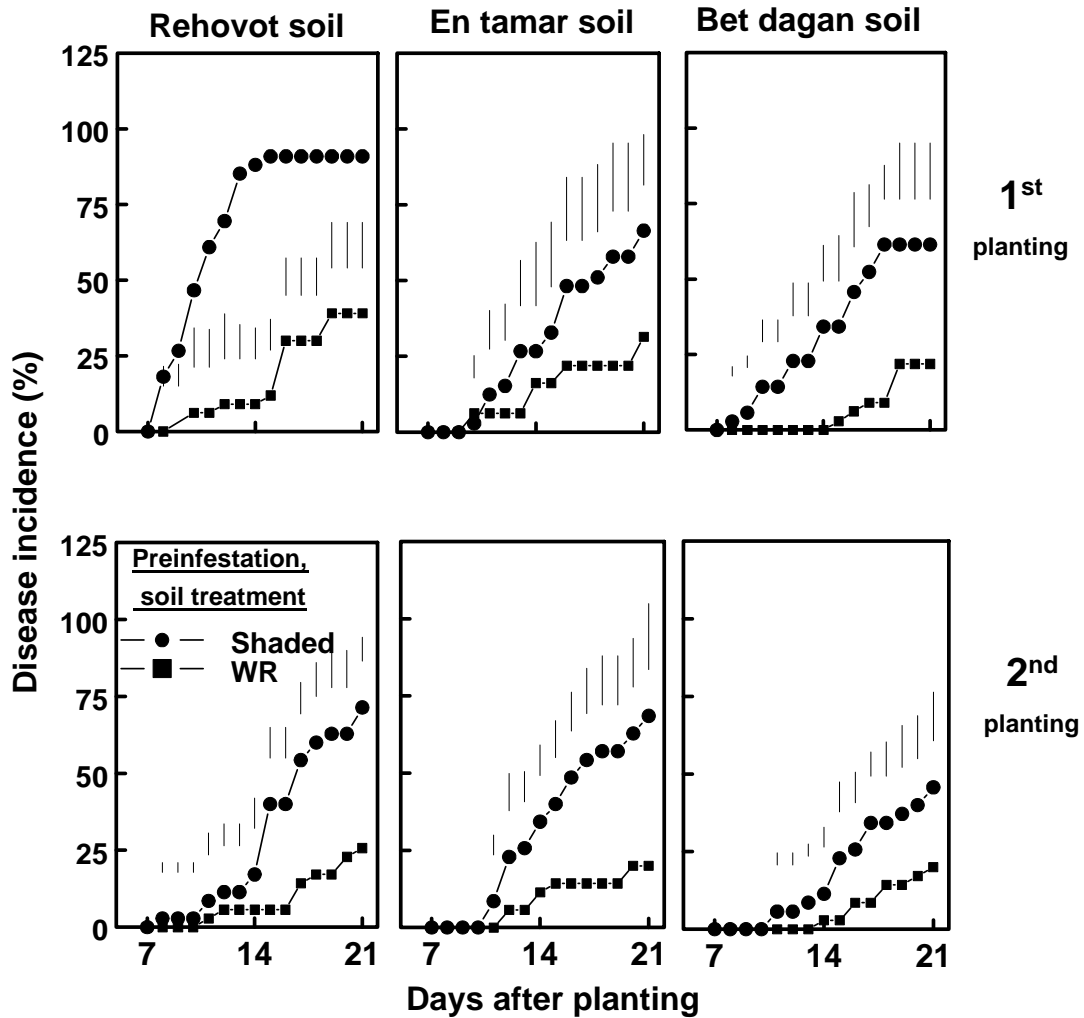 Rehovot soil
En tamar soil
Bet dagan soil
Disease incidence (%)
125
100
75
50
25
0
1st
planting
125
100
75
50
25
0
Preinfestation,
soil treatment
Shaded
WR
2nd
planting
7 14 21
7 14 21
7 14 21
Days after planting